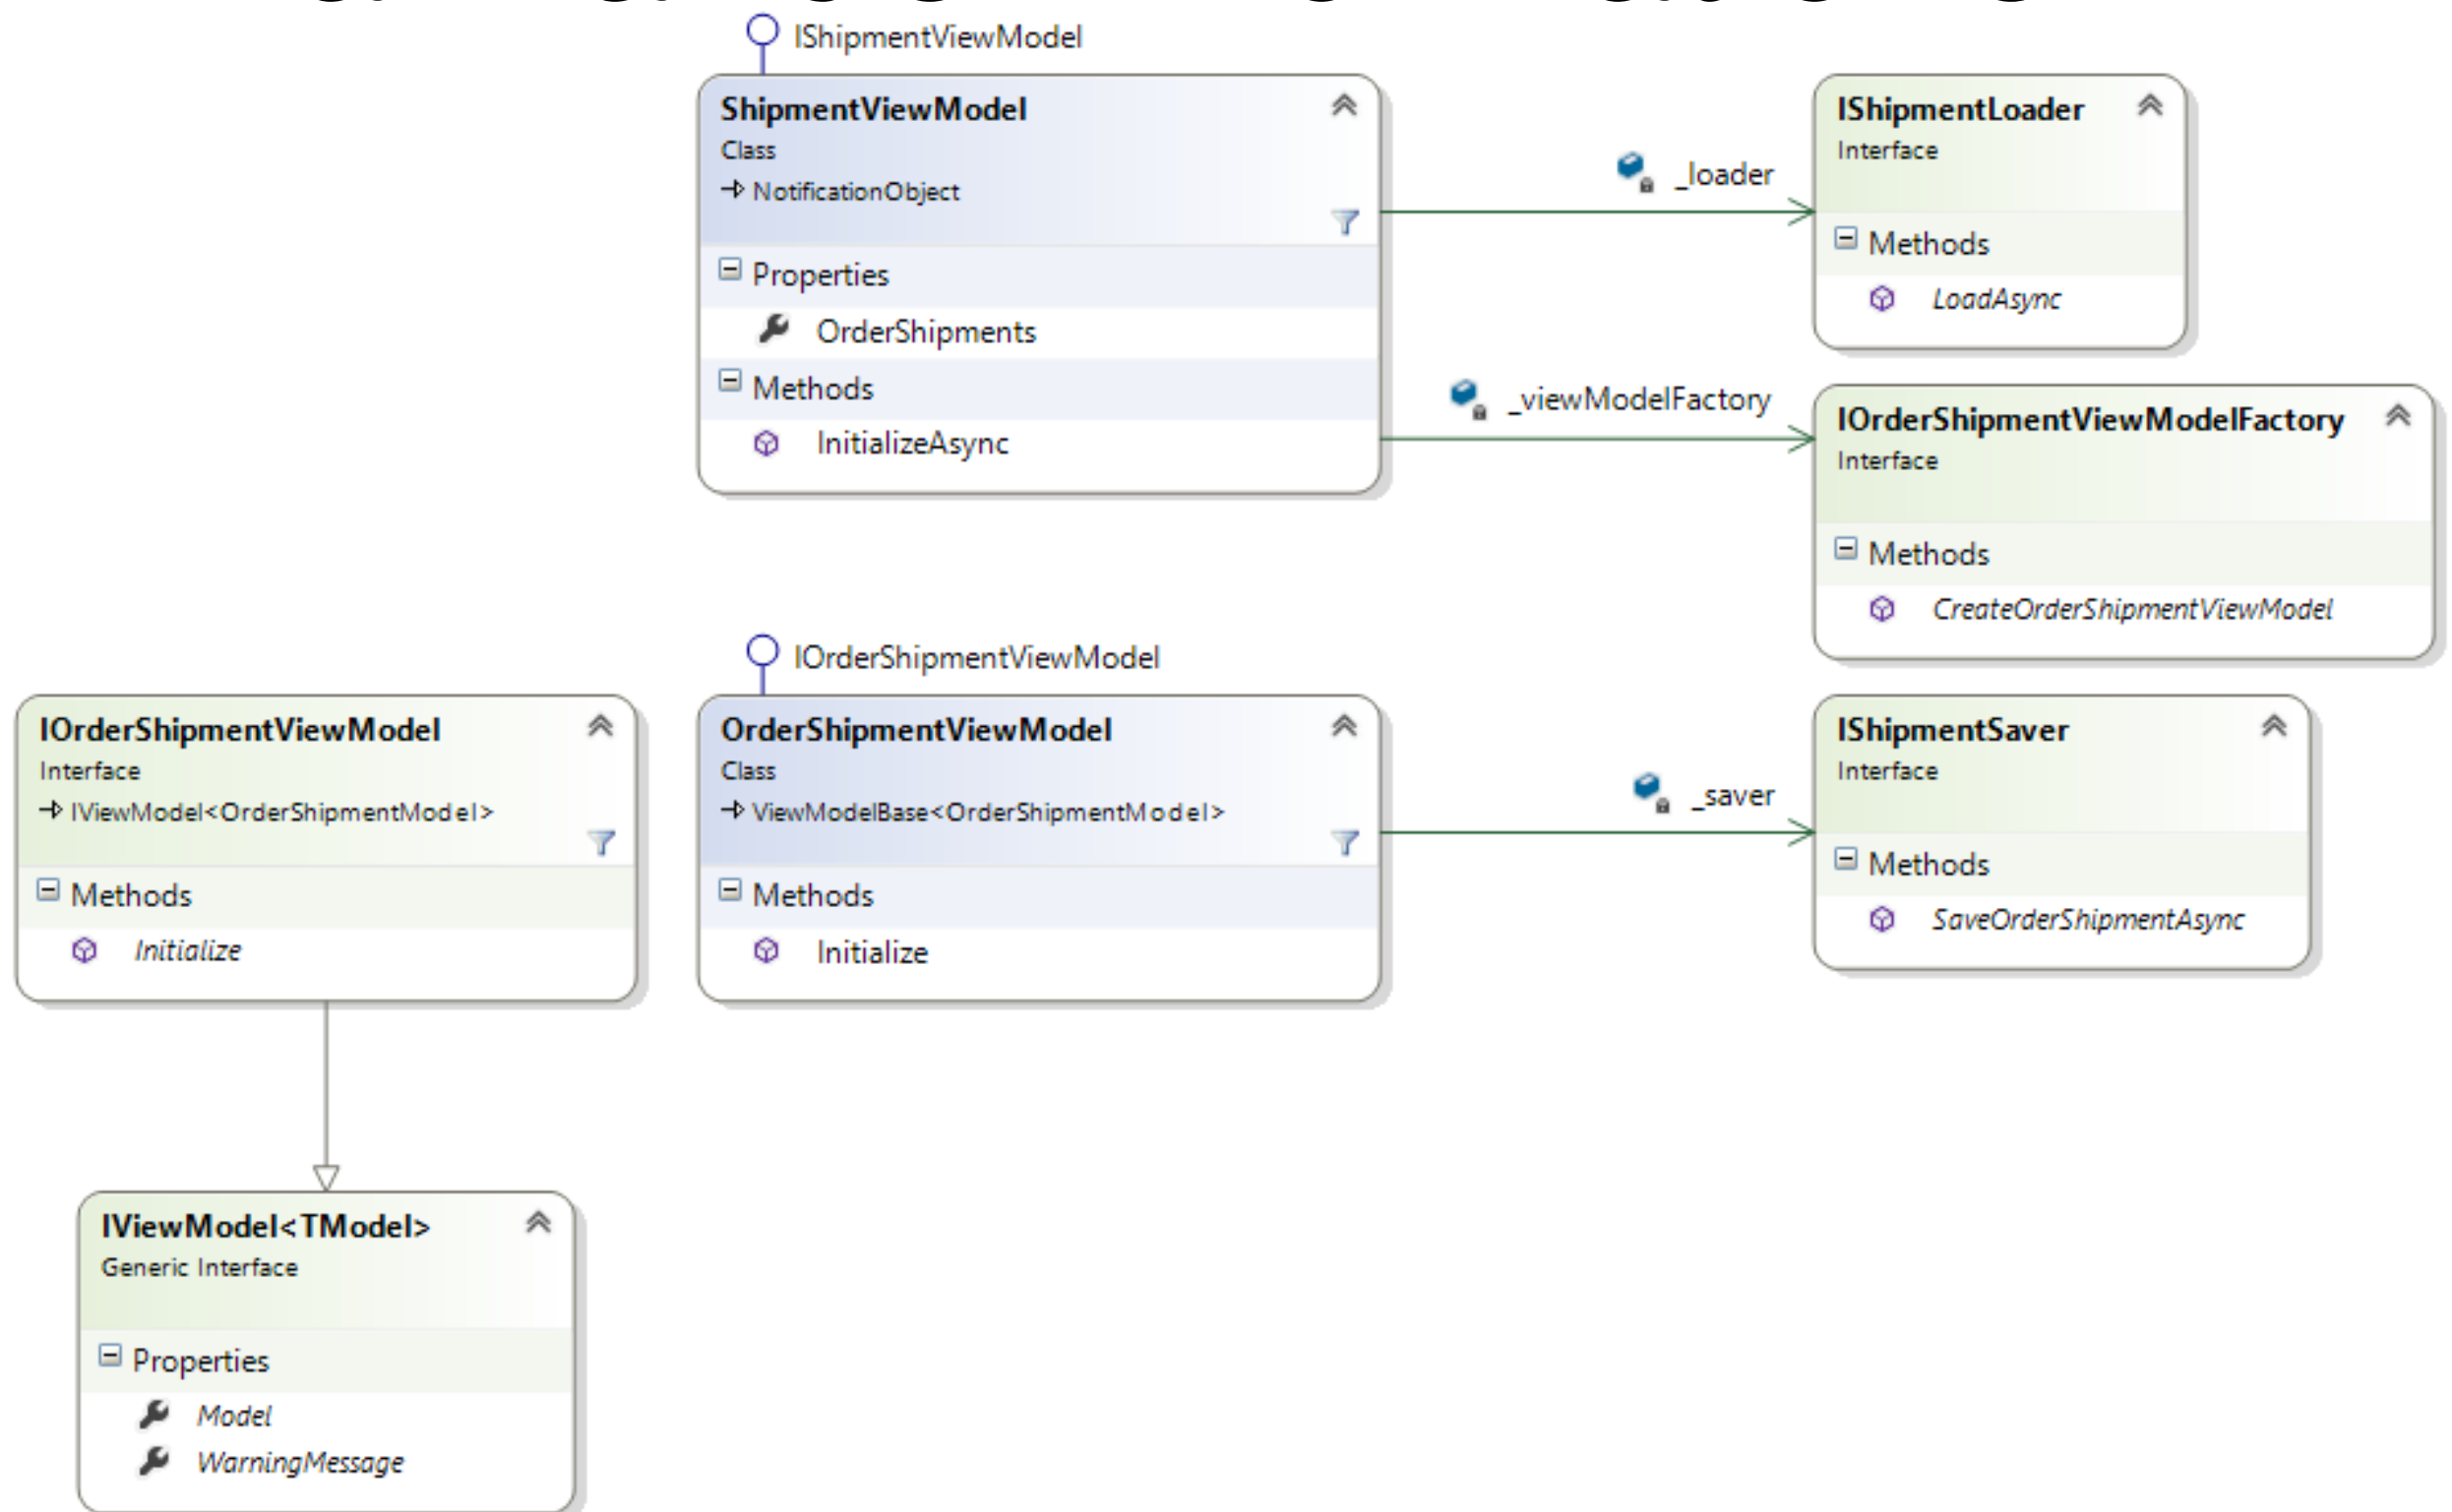 IShipmentViewModel
ShipmentViewModel
Class
NotificationObject
Properties
OrderShipments
Methods
InitializeAsync
_loader
IShipmentLoader
Interface
Methods
LoadAsync
_viewModelFactory
IOrderShipmentViewModelFactory
Interface
Methods
CreateOrderShipmentViewModel
IOrderShipmentViewModel
Interface
IViewModel<OrderShipmentModel>
Methods
Initialize
IOrderShipmentViewModel
OrderShipmentViewModel
Class
ViewModelBase<OrderShipmentModel>
Methods
Initialize
_saver
IShipmentSaver
Interface
Methods
SaveOrderShipmentAsync
IViewModel<TModel>
Generic Interface
Properties
Model
WarningMessage